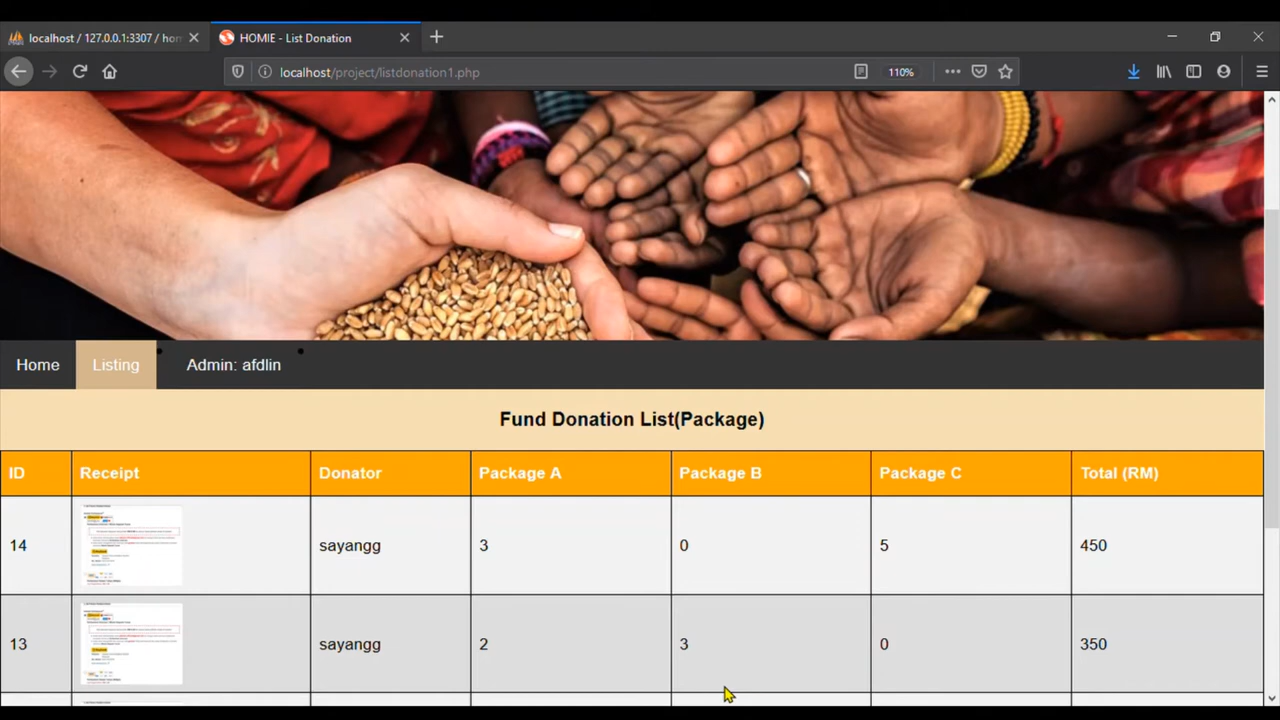 localhost / 127.0.0.1:3307 / hom
HOMIE - List Donation
localhost/project/listdonation1.php
110%
Home
Listing
Admin: afdlin
Fund Donation List(Package)
ID Receipt Donator Package A Package B Package C Total (RM)
14 sayangg 3 0 5 450
13 sayangg 2 3 0 350